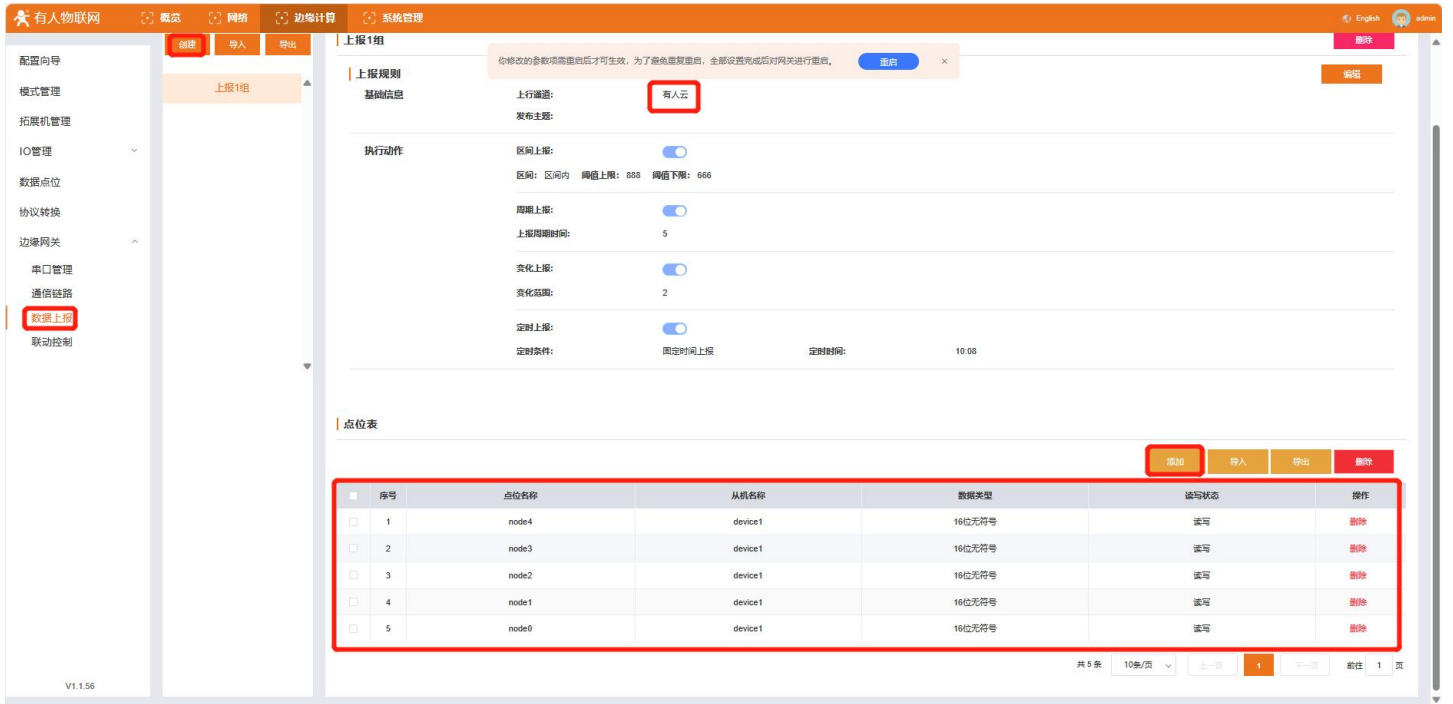 有人物联网 概览 网络 边缘计算 系统管理 English admin
配置向导
模式管理
拓展机管理
IO管理
数据点位
协议转换
边缘网关
串口管理
通信链路
数据上报
联动控制
V1.1.56
创建 导入 导出
上报1组
上报1组 删除
你修改的参数项需重启后才可生效，为了避免重复重启，全部设置完成后对网关进行重启。 重启 ×
上报规则 编辑
基础信息 上行通道: 有人云
发布主题:
执行动作 区间上报:
区间: 区间内 阈值上限: 888 阈值下限: 666
周期上报:
上报周期时间: 5
变化上报:
变化范围: 2
定时上报:
定时条件: 固定时间上报 定时时间: 10:08
点位表
添加 导入 导出 删除
序号 点位名称 从机名称 数据类型 读写状态 操作
1 node4 device1 16位无符号 读写 删除
2 node3 device1 16位无符号 读写 删除
3 node2 device1 16位无符号 读写 删除
4 node1 device1 16位无符号 读写 删除
5 node0 device1 16位无符号 读写 删除
共 5 条 10条/页 上一页 1 下一页 前往 1 页